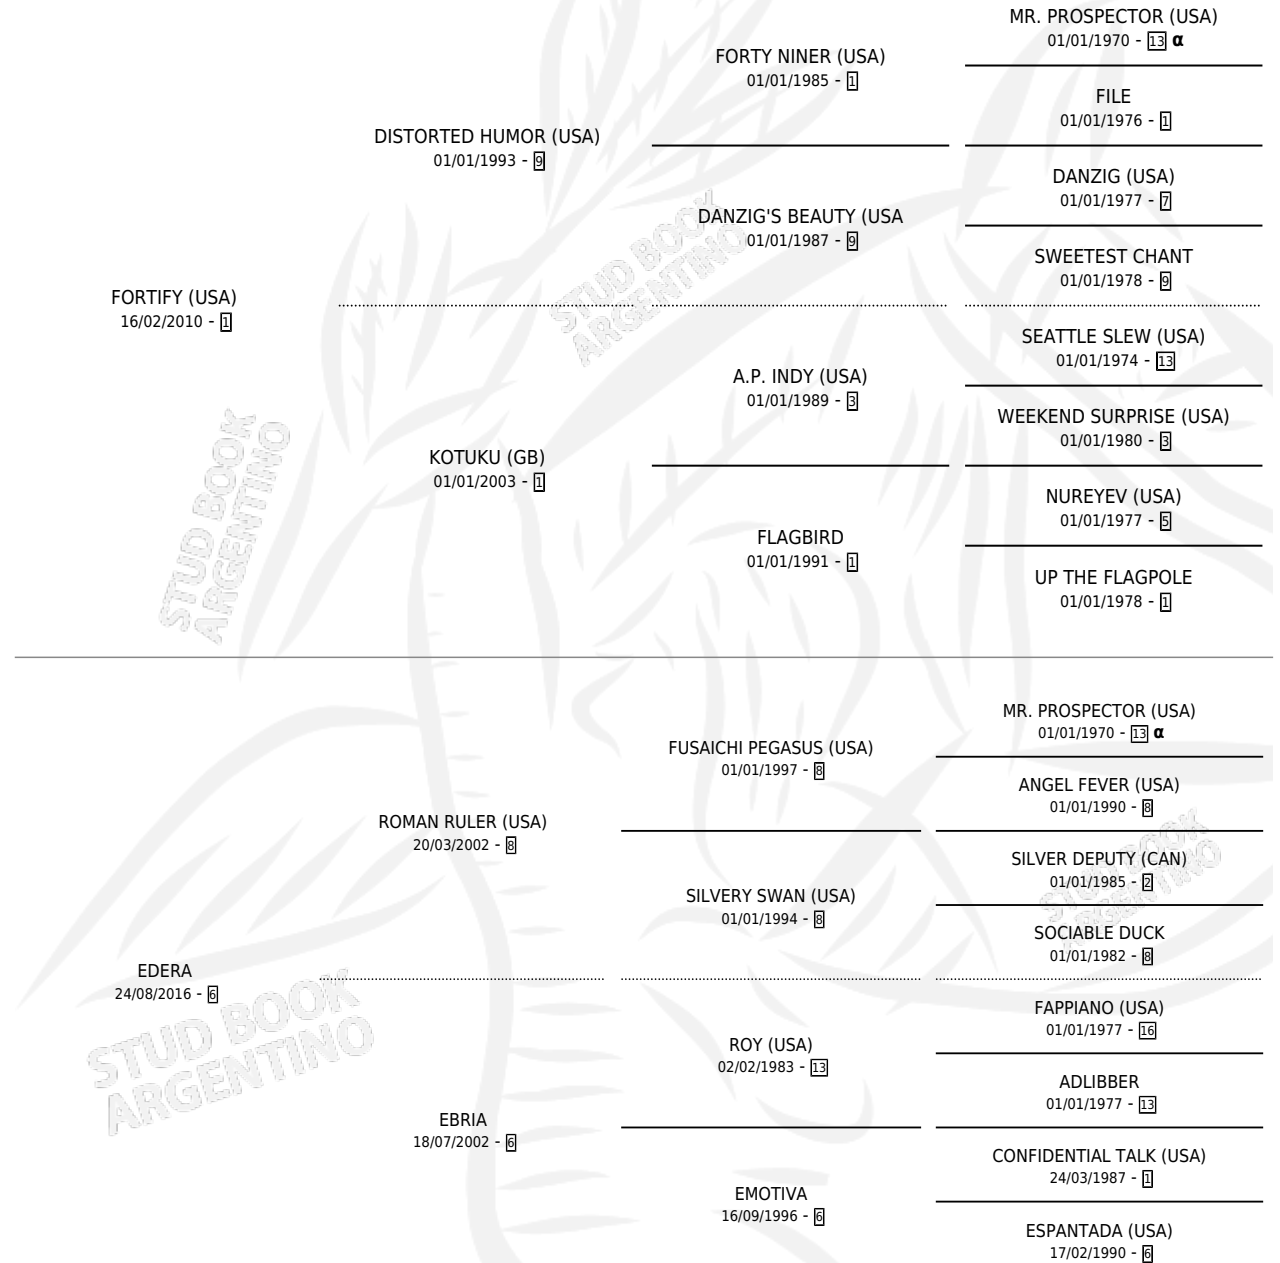 MR. PROSPECTOR (USA)
01/01/1970 - 13 α
FORTY NINER (USA)
01/01/1985 - 1
FILE
01/01/1976 - 1
DISTORTED HUMOR (USA)
01/01/1993 - 9
DANZIG (USA)
01/01/1977 - 7
DANZIG'S BEAUTY (USA
01/01/1987 - 9
SWEETEST CHANT
01/01/1978 - 9
FORTIFY (USA)
16/02/2010 - 1
SEATTLE SLEW (USA)
01/01/1974 - 13
A.P. INDY (USA)
01/01/1989 - 3
WEEKEND SURPRISE (USA)
01/01/1980 - 3
KOTUKU (GB)
01/01/2003 - 1
NUREYEV (USA)
01/01/1977 - 5
FLAGBIRD
01/01/1991 - 1
UP THE FLAGPOLE
01/01/1978 - 1
MR. PROSPECTOR (USA)
01/01/1970 - 13 α
FUSAICHI PEGASUS (USA)
01/01/1997 - 8
ANGEL FEVER (USA)
01/01/1990 - 8
ROMAN RULER (USA)
20/03/2002 - 8
SILVER DEPUTY (CAN)
01/01/1985 - 2
SILVERY SWAN (USA)
01/01/1994 - 8
SOCIABLE DUCK
01/01/1982 - 8
EDERA
24/08/2016 - 6
FAPPIANO (USA)
01/01/1977 - 16
ROY (USA)
02/02/1983 - 13
ADLIBBER
01/01/1977 - 13
EBRIA
18/07/2002 - 6
CONFIDENTIAL TALK (USA)
24/03/1987 - 1
EMOTIVA
16/09/1996 - 6
ESPANTADA (USA)
17/02/1990 - 6
STUD BOOK
ARGENTINO
STUD BOOK
ARGENTINO
STUD BOOK
ARGENTINO
STUD BOOK
ARGENTINO